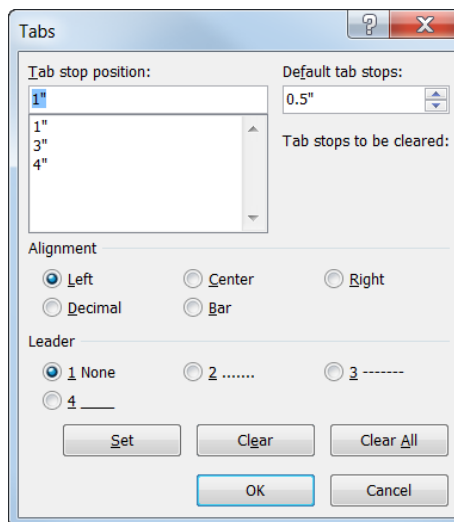 Tabs
Tab stop position:
Default tab stops:
1"
0.5"
1"
3"
4"
Tab stops to be cleared:
Alignment
Left
Center
Right
Decimal
Bar
Leader
1 None
2 .......
3 -------
4 ____
Set
Clear
Clear All
OK
Cancel